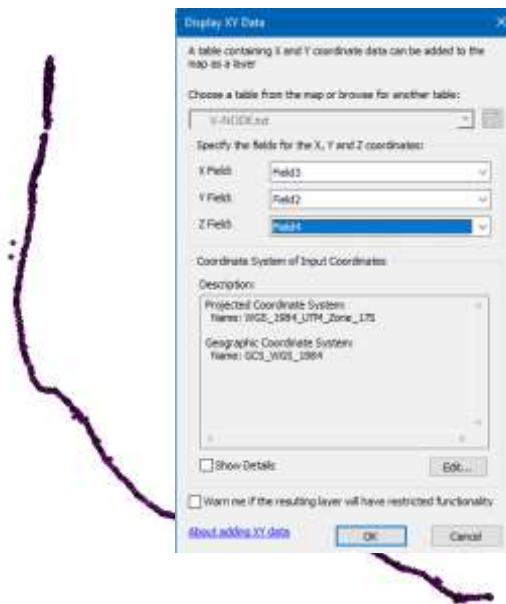 Display XY Data
A table containing X and Y coordinate data can be added to the
map as a layer
Choose a table from the map or browse for another table:
V-NODE.txt
Specify the fields for the X, Y and Z coordinates:
X Field: Field3
Y Field: Field2
Z Field: Field4
Coordinate System of Input Coordinates
Description:
Projected Coordinate System:
Name: WGS_1984_UTM_Zone_17S
Geographic Coordinate System:
Name: GCS_WGS_1984
Show Details
Edit...
Warn me if the resulting layer will have restricted functionality
About adding XY data
OK
Cancel